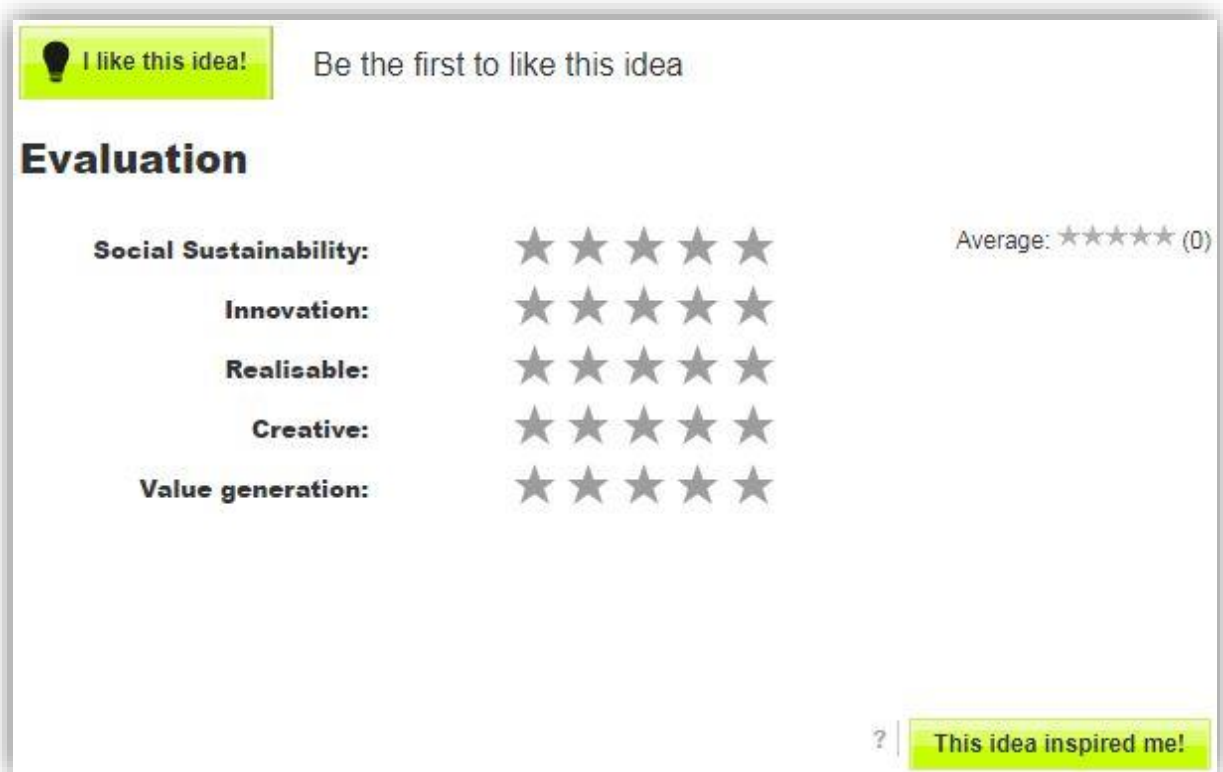 I like this idea!
Be the first to like this idea
Evaluation
Social Sustainability:
Average: (0)
Innovation:
Realisable:
Creative:
Value generation:
?
This idea inspired me!